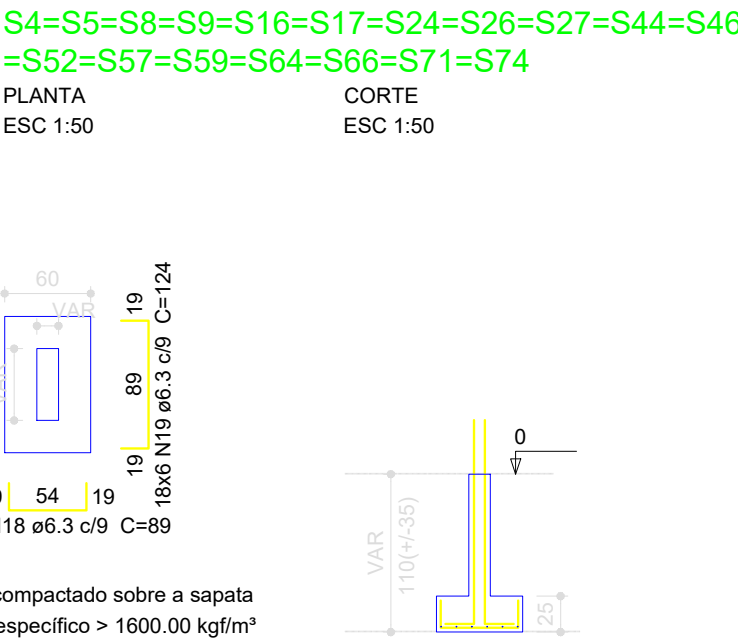 S4=S5=S8=S9=S16=S17=S24=S26=S27=S44=S46
=S52=S57=S59=S64=S66=S71=S74
PLANTA
ESC 1:50
CORTE
ESC 1:50
60
VAR
19
89
19
18x6 N19 ø6.3 c/9 C=124
54
19
18 ø6.3 c/9 C=89
0
VAR
110(+/-35)
25
compactado sobre a sapata
específico > 1600.00 kgf/m³